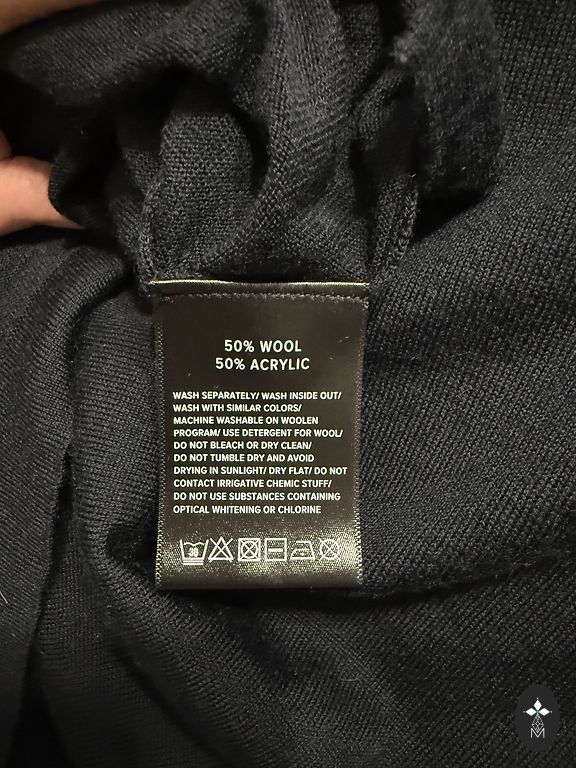 50% WOOL
50% ACRYLIC
WASH SEPARATELY/ WASH INSIDE OUT/
WASH WITH SIMILAR COLORS/
MACHINE WASHABLE ON WOOLEN
PROGRAM/ USE DETERGENT FOR WOOL/
DO NOT BLEACH OR DRY CLEAN/
DO NOT TUMBLE DRY AND AVOID
DRYING IN SUNLIGHT/ DRY FLAT/ DO NOT
CONTACT IRRIGATIVE CHEMIC STUFF/
DO NOT USE SUBSTANCES CONTAINING
OPTICAL WHITENING OR CHLORINE
30
M